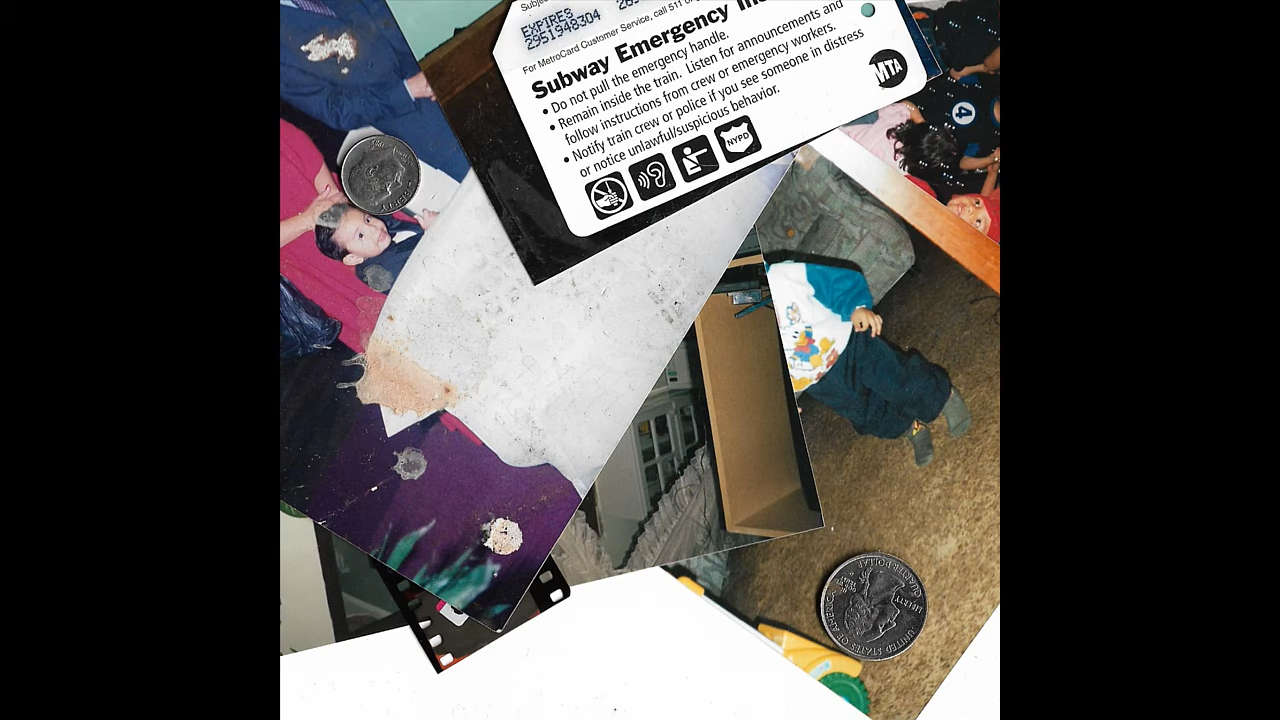 EXPIRES
2951948304
For MetroCard Customer Service, call 511
Subway Emergency
• Do not pull the emergency handle.
• Remain inside the train. Listen for announcements and
follow instructions from crew or emergency workers.
• Notify train crew or police if you see someone in distress
or notice unlawful/suspicious behavior.
MTA
NYPD
4
LIBERTY
UNITED STATES OF AMERICA
LIBERTY
QUARTER DOLLAR